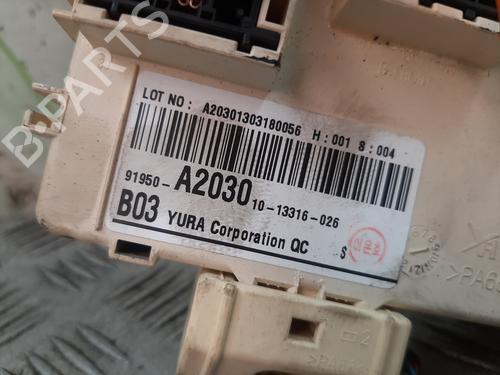 B-PARTS
LOT NO: A20301303180056 H:001 8:004
91950-A2030 10-13316-026
B03 YURA Corporation QC S